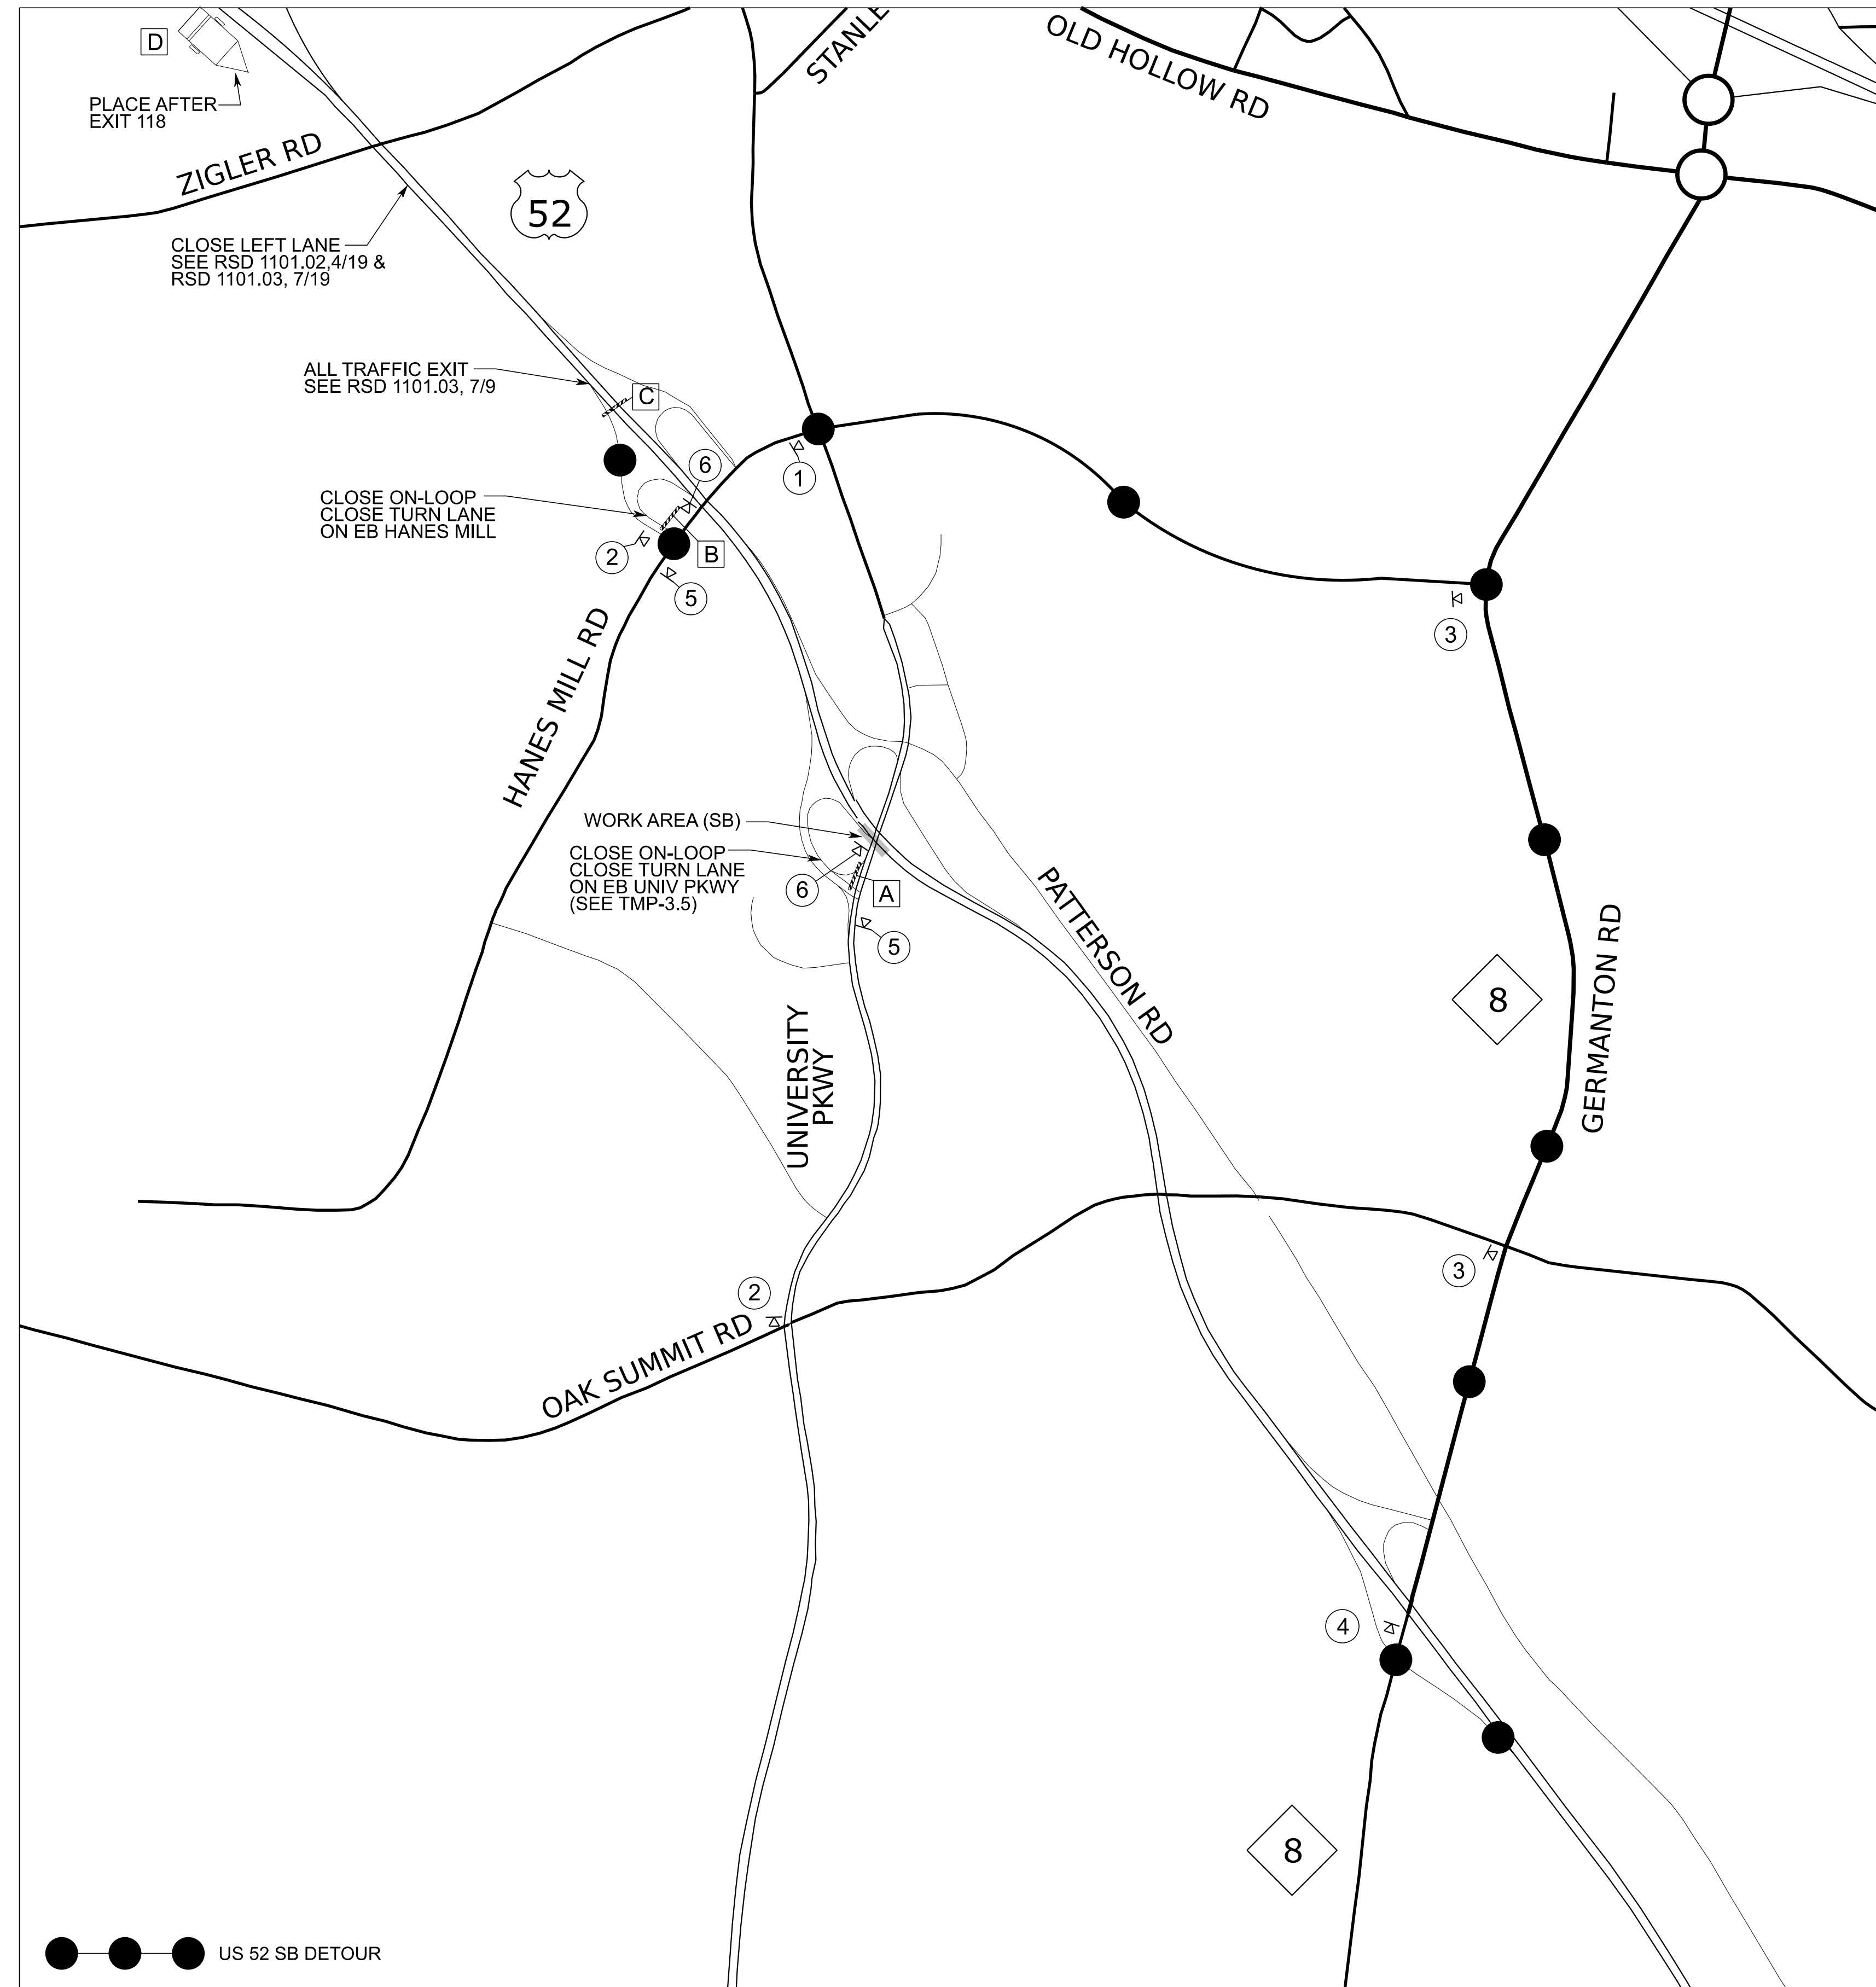 D
PLACE AFTER
EXIT 118
STANLE
OLD HOLLOW RD
ZIGLER RD
52
CLOSE LEFT LANE
SEE RSD 1101.02,4/19 &
RSD 1101.03, 7/19
ALL TRAFFIC EXIT
SEE RSD 1101.03, 7/9
C
6
1
CLOSE ON-LOOP
CLOSE TURN LANE
ON EB HANES MILL
2
B
5
3
HANES MILL RD
WORK AREA (SB)
CLOSE ON-LOOP
CLOSE TURN LANE
ON EB UNIV PKWY
(SEE TMP-3.5)
6
A
5
PATTERSON RD
8
GERMANTON RD
UNIVERSITY
PKWY
3
2
OAK SUMMIT RD
4
8
US 52 SB DETOUR